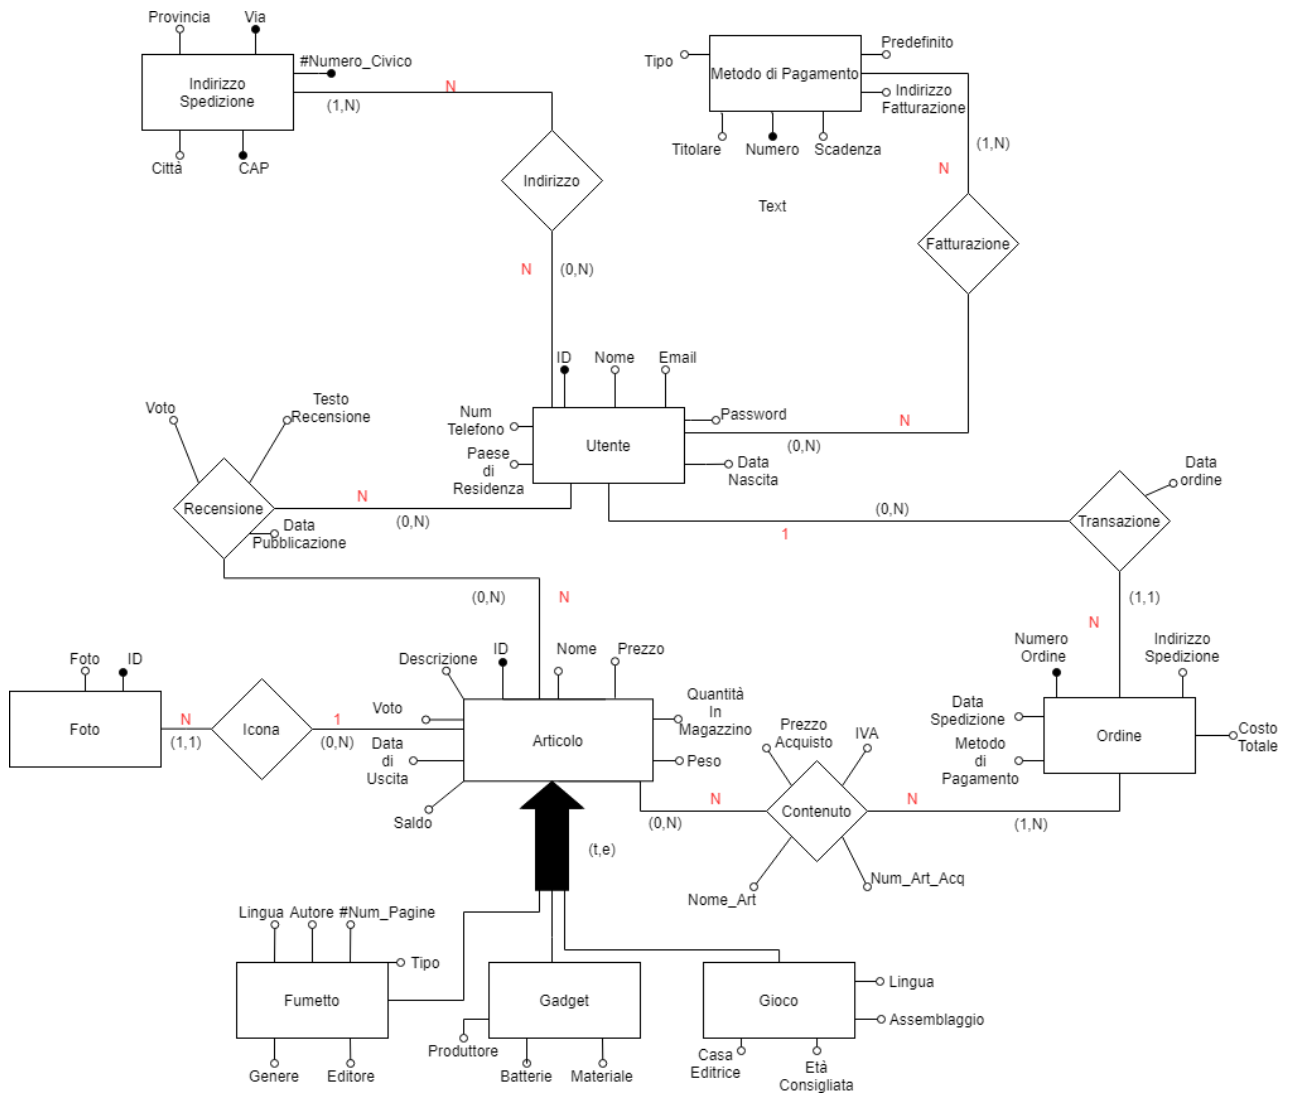 Provincia
Via
#Numero_Civico
Indirizzo
Spedizione
(1,N)
N
Città
CAP
Indirizzo
N
(0,N)
Tipo
Metodo di Pagamento
Predefinito
Indirizzo
Fatturazione
Titolare
Numero
Scadenza
(1,N)
N
Text
Fatturazione
ID
Nome
Email
Num
Telefono
Password
Utente
Paese
di
Residenza
Data
Nascita
N
(0,N)
Voto
Testo
Recensione
Recensione
N
(0,N)
Data
Pubblicazione
(0,N)
N
(0,N)
1
Data
ordine
Transazione
(1,1)
N
Foto
ID
Foto
N
(1,1)
Icona
1
(0,N)
Descrizione
ID
Nome
Prezzo
Voto
Quantità
In
Magazzino
Articolo
Data
di
Uscita
Peso
Saldo
N
(0,N)
Prezzo
Acquisto
IVA
Contenuto
N
(1,N)
Nome_Art
Num_Art_Acq
Numero
Ordine
Indirizzo
Spedizione
Data
Spedizione
Ordine
Costo
Totale
Metodo
di
Pagamento
(t,e)
Lingua
Autore
#Num_Pagine
Tipo
Fumetto
Genere
Editore
Gadget
Produttore
Batterie
Materiale
Gioco
Lingua
Assemblaggio
Casa
Editrice
Età
Consigliata